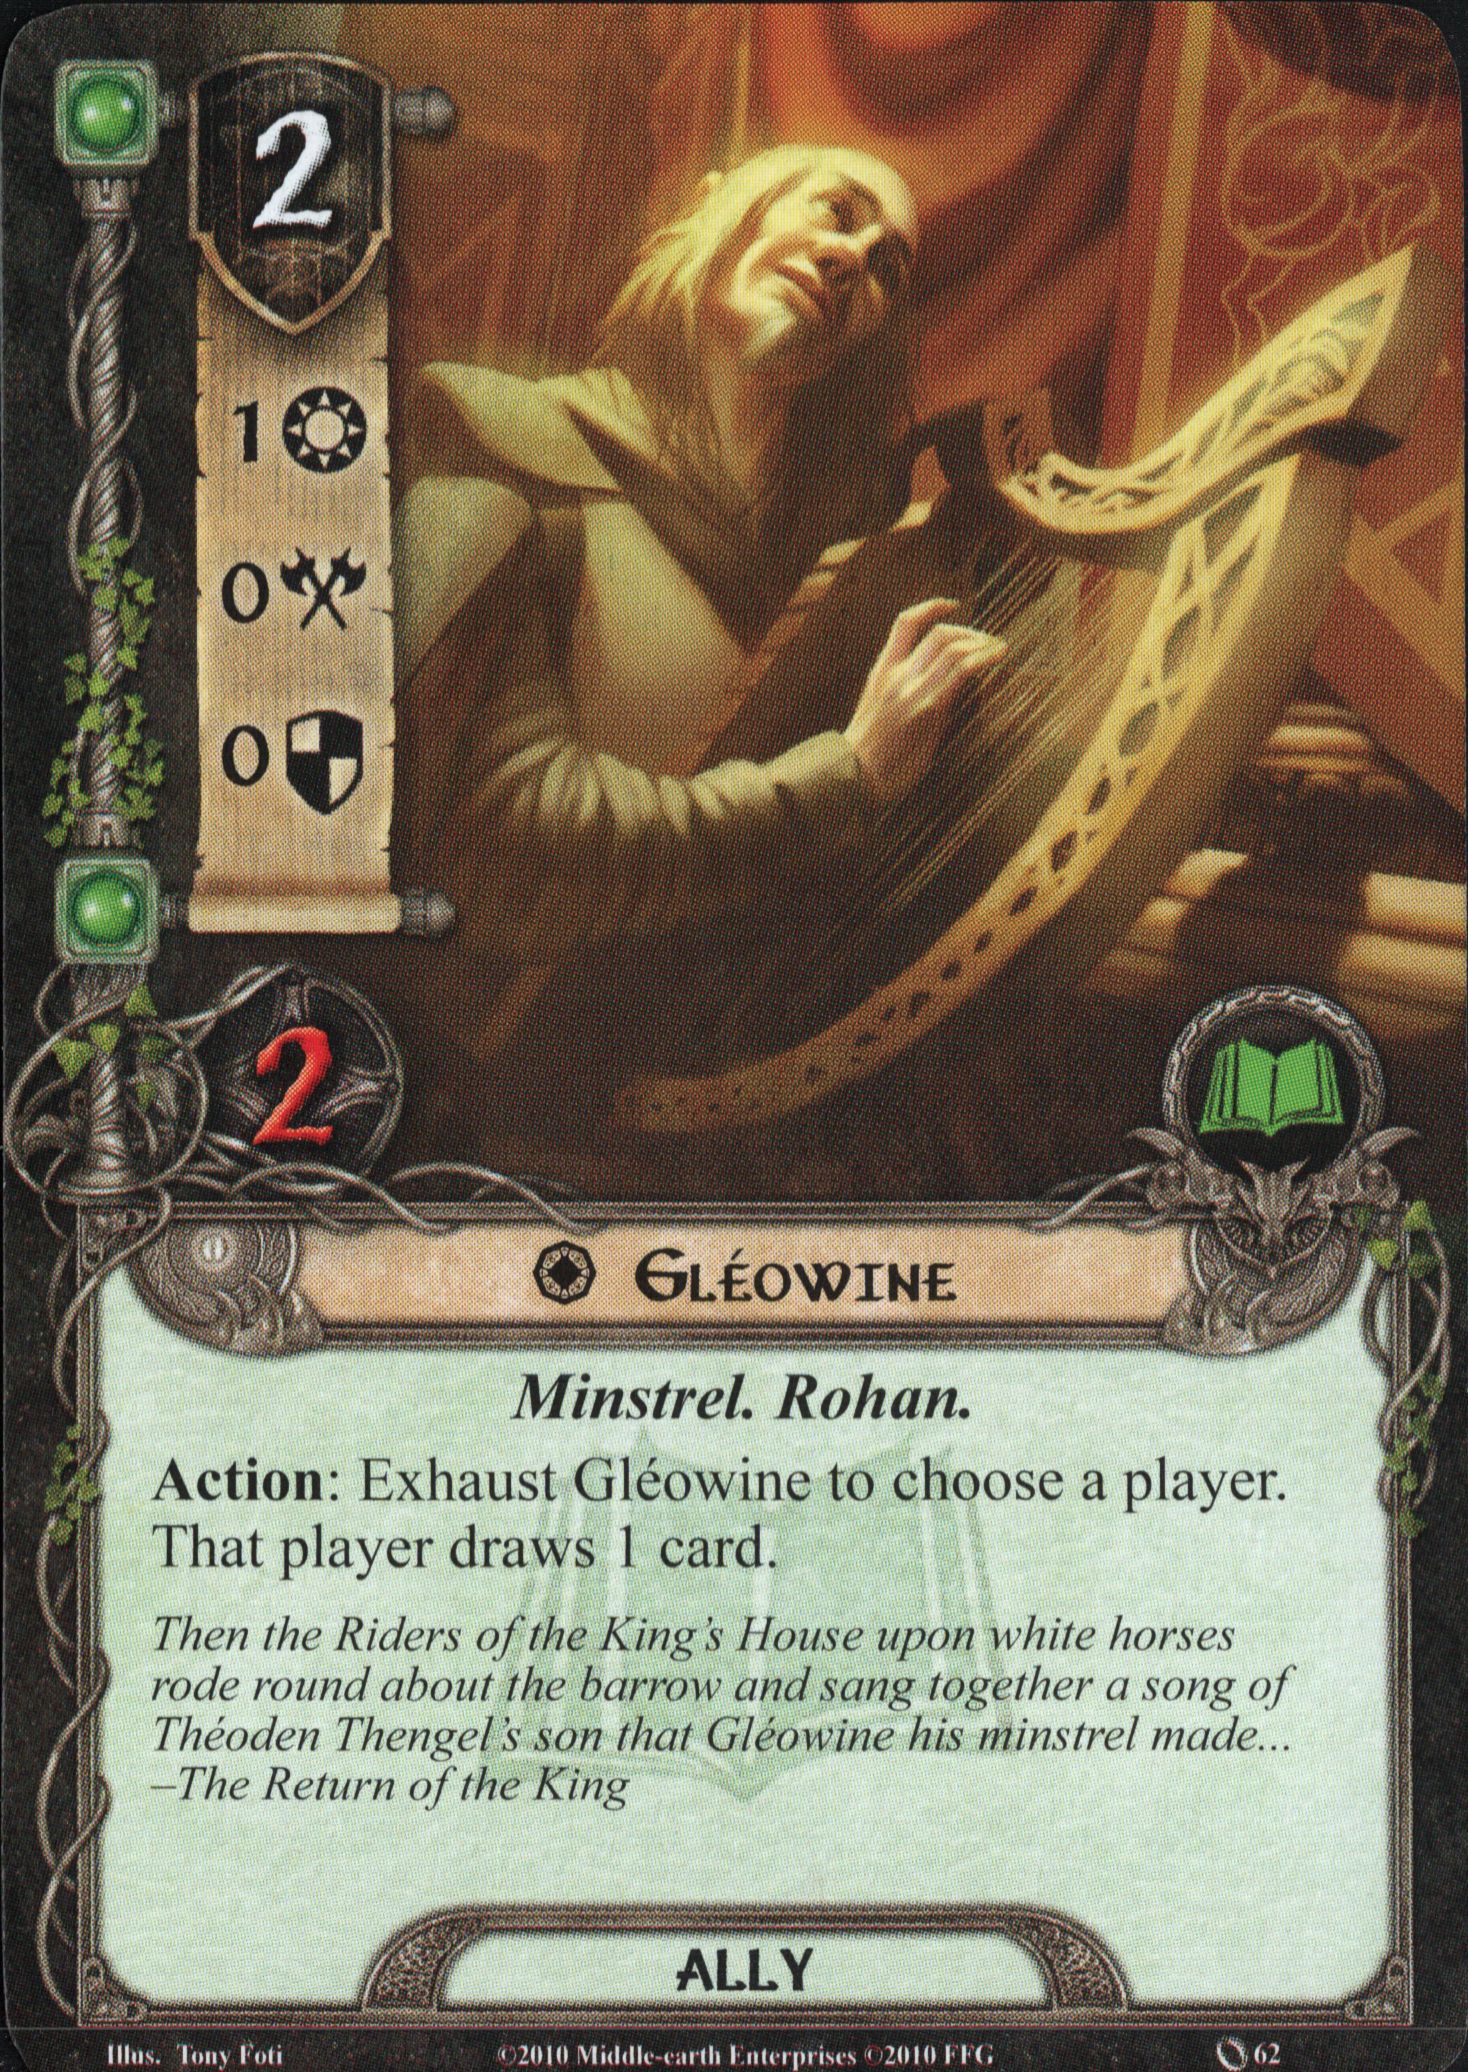 2
1
0
0
2
GLÉOWINE
Minstrel. Rohan.
Action: Exhaust Gléowine to choose a player.
That player draws 1 card.
Then the Riders of the King's House upon white horses
rode round about the barrow and sang together a song of
Théoden Thengel's son that Gléowine his minstrel made...
–The Return of the King
ALLY
Illus. Tony Foti ©2010 Middle-earth Enterprises ©2010 FFG 62